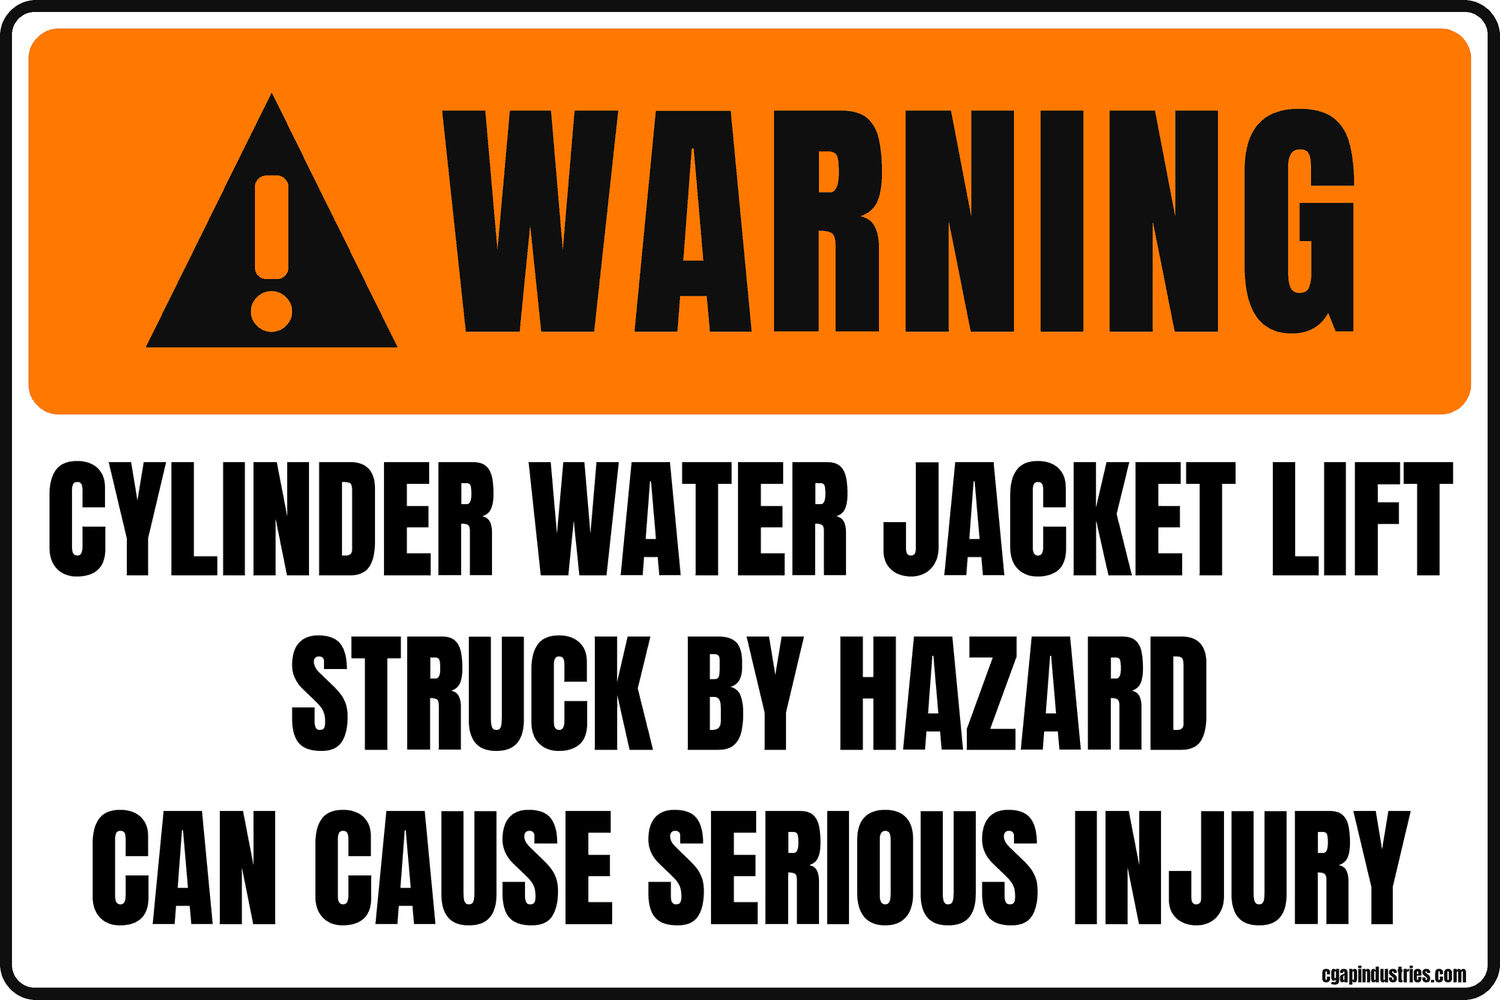 WARNING
CYLINDER WATER JACKET LIFT
STRUCK BY HAZARD
CAN CAUSE SERIOUS INJURY
cgapindustries.com